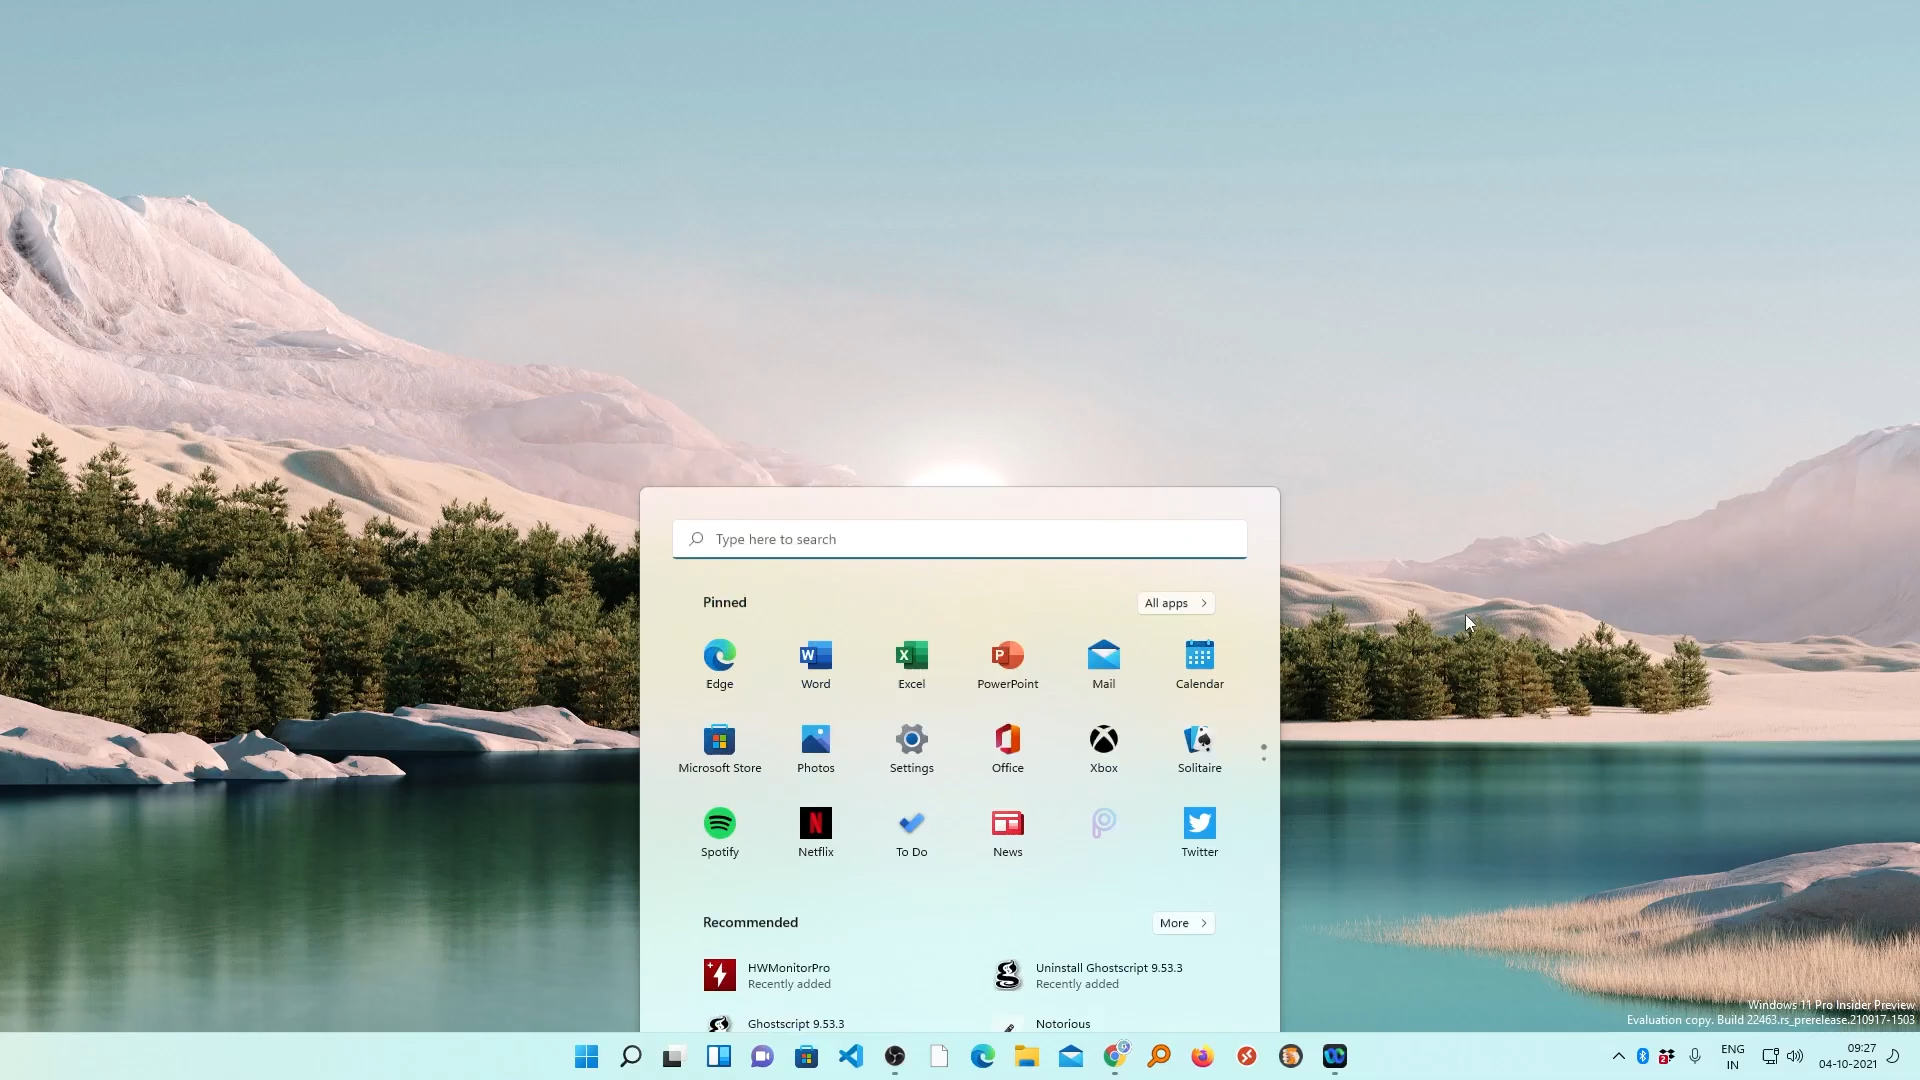 Type here to search
Pinned
All apps
Edge
Word
Excel
PowerPoint
Mail
Calendar
Microsoft Store
Photos
Settings
Office
Xbox
Solitaire
Spotify
Netflix
To Do
News
Twitter
Recommended
More
HWMonitorPro
Recently added
Uninstall Ghostscript 9.53.3
Recently added
Ghostscript 9.53.3
Notorious
Windows 11 Pro Insider Preview
Evaluation copy. Build 22463.rs_prerelease.210917-1503
ENG
IN
09:27
04-10-2021